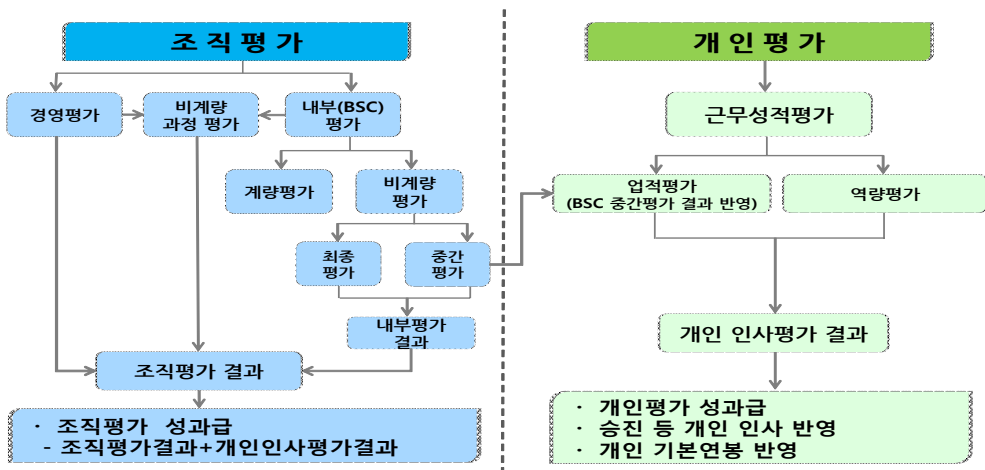 조 직 평 가
개 인 평 가
경영평가
비계량
과정 평가
내부(BSC)
평가
근무성적평가
계량평가
비계량
평가
업적평가
(BSC 중간평가 결과 반영)
역량평가
최종
평가
중간
평가
내부평가
결과
조직평가 결과
개인 인사평가 결과
· 조직평가 성과급
- 조직평가결과+개인인사평가결과
· 개인평가 성과급
· 승진 등 개인 인사 반영
· 개인 기본연봉 반영